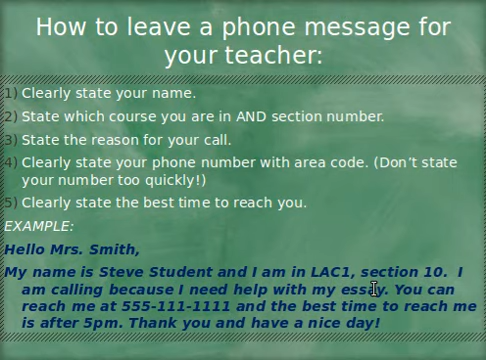 How to leave a phone message for
your teacher:
1) Clearly state your name.
2) State which course you are in AND section number.
3) State the reason for your call.
4) Clearly state your phone number with area code. (Don’t state
your number too quickly!)
5) Clearly state the best time to reach you.
EXAMPLE:
Hello Mrs. Smith,
My name is Steve Student and I am in LAC1, section 10. I
am calling because I need help with my essay. You can
reach me at 555-111-1111 and the best time to reach me
is after 5pm. Thank you and have a nice day!